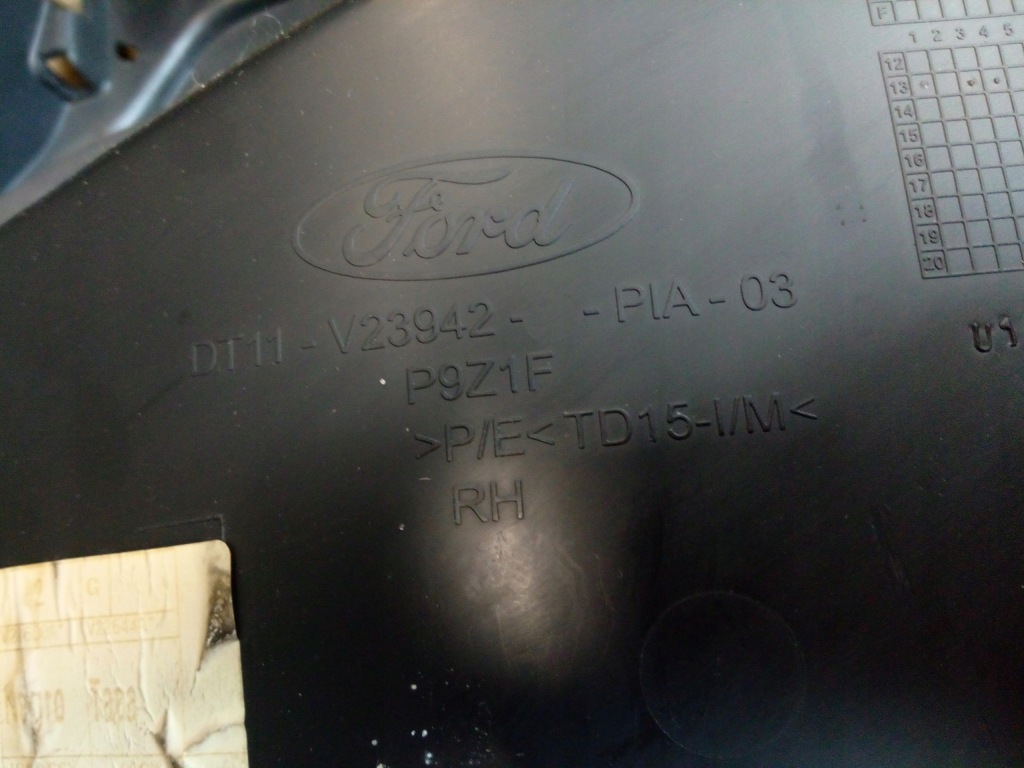 F
1 2 3 4 5
12
13
14
15
16
17
18
19
20
Ford
DT11 - V23942 - - PIA - 03
P9Z1F
>P/E< TD15-I/M<
RH
U1
G